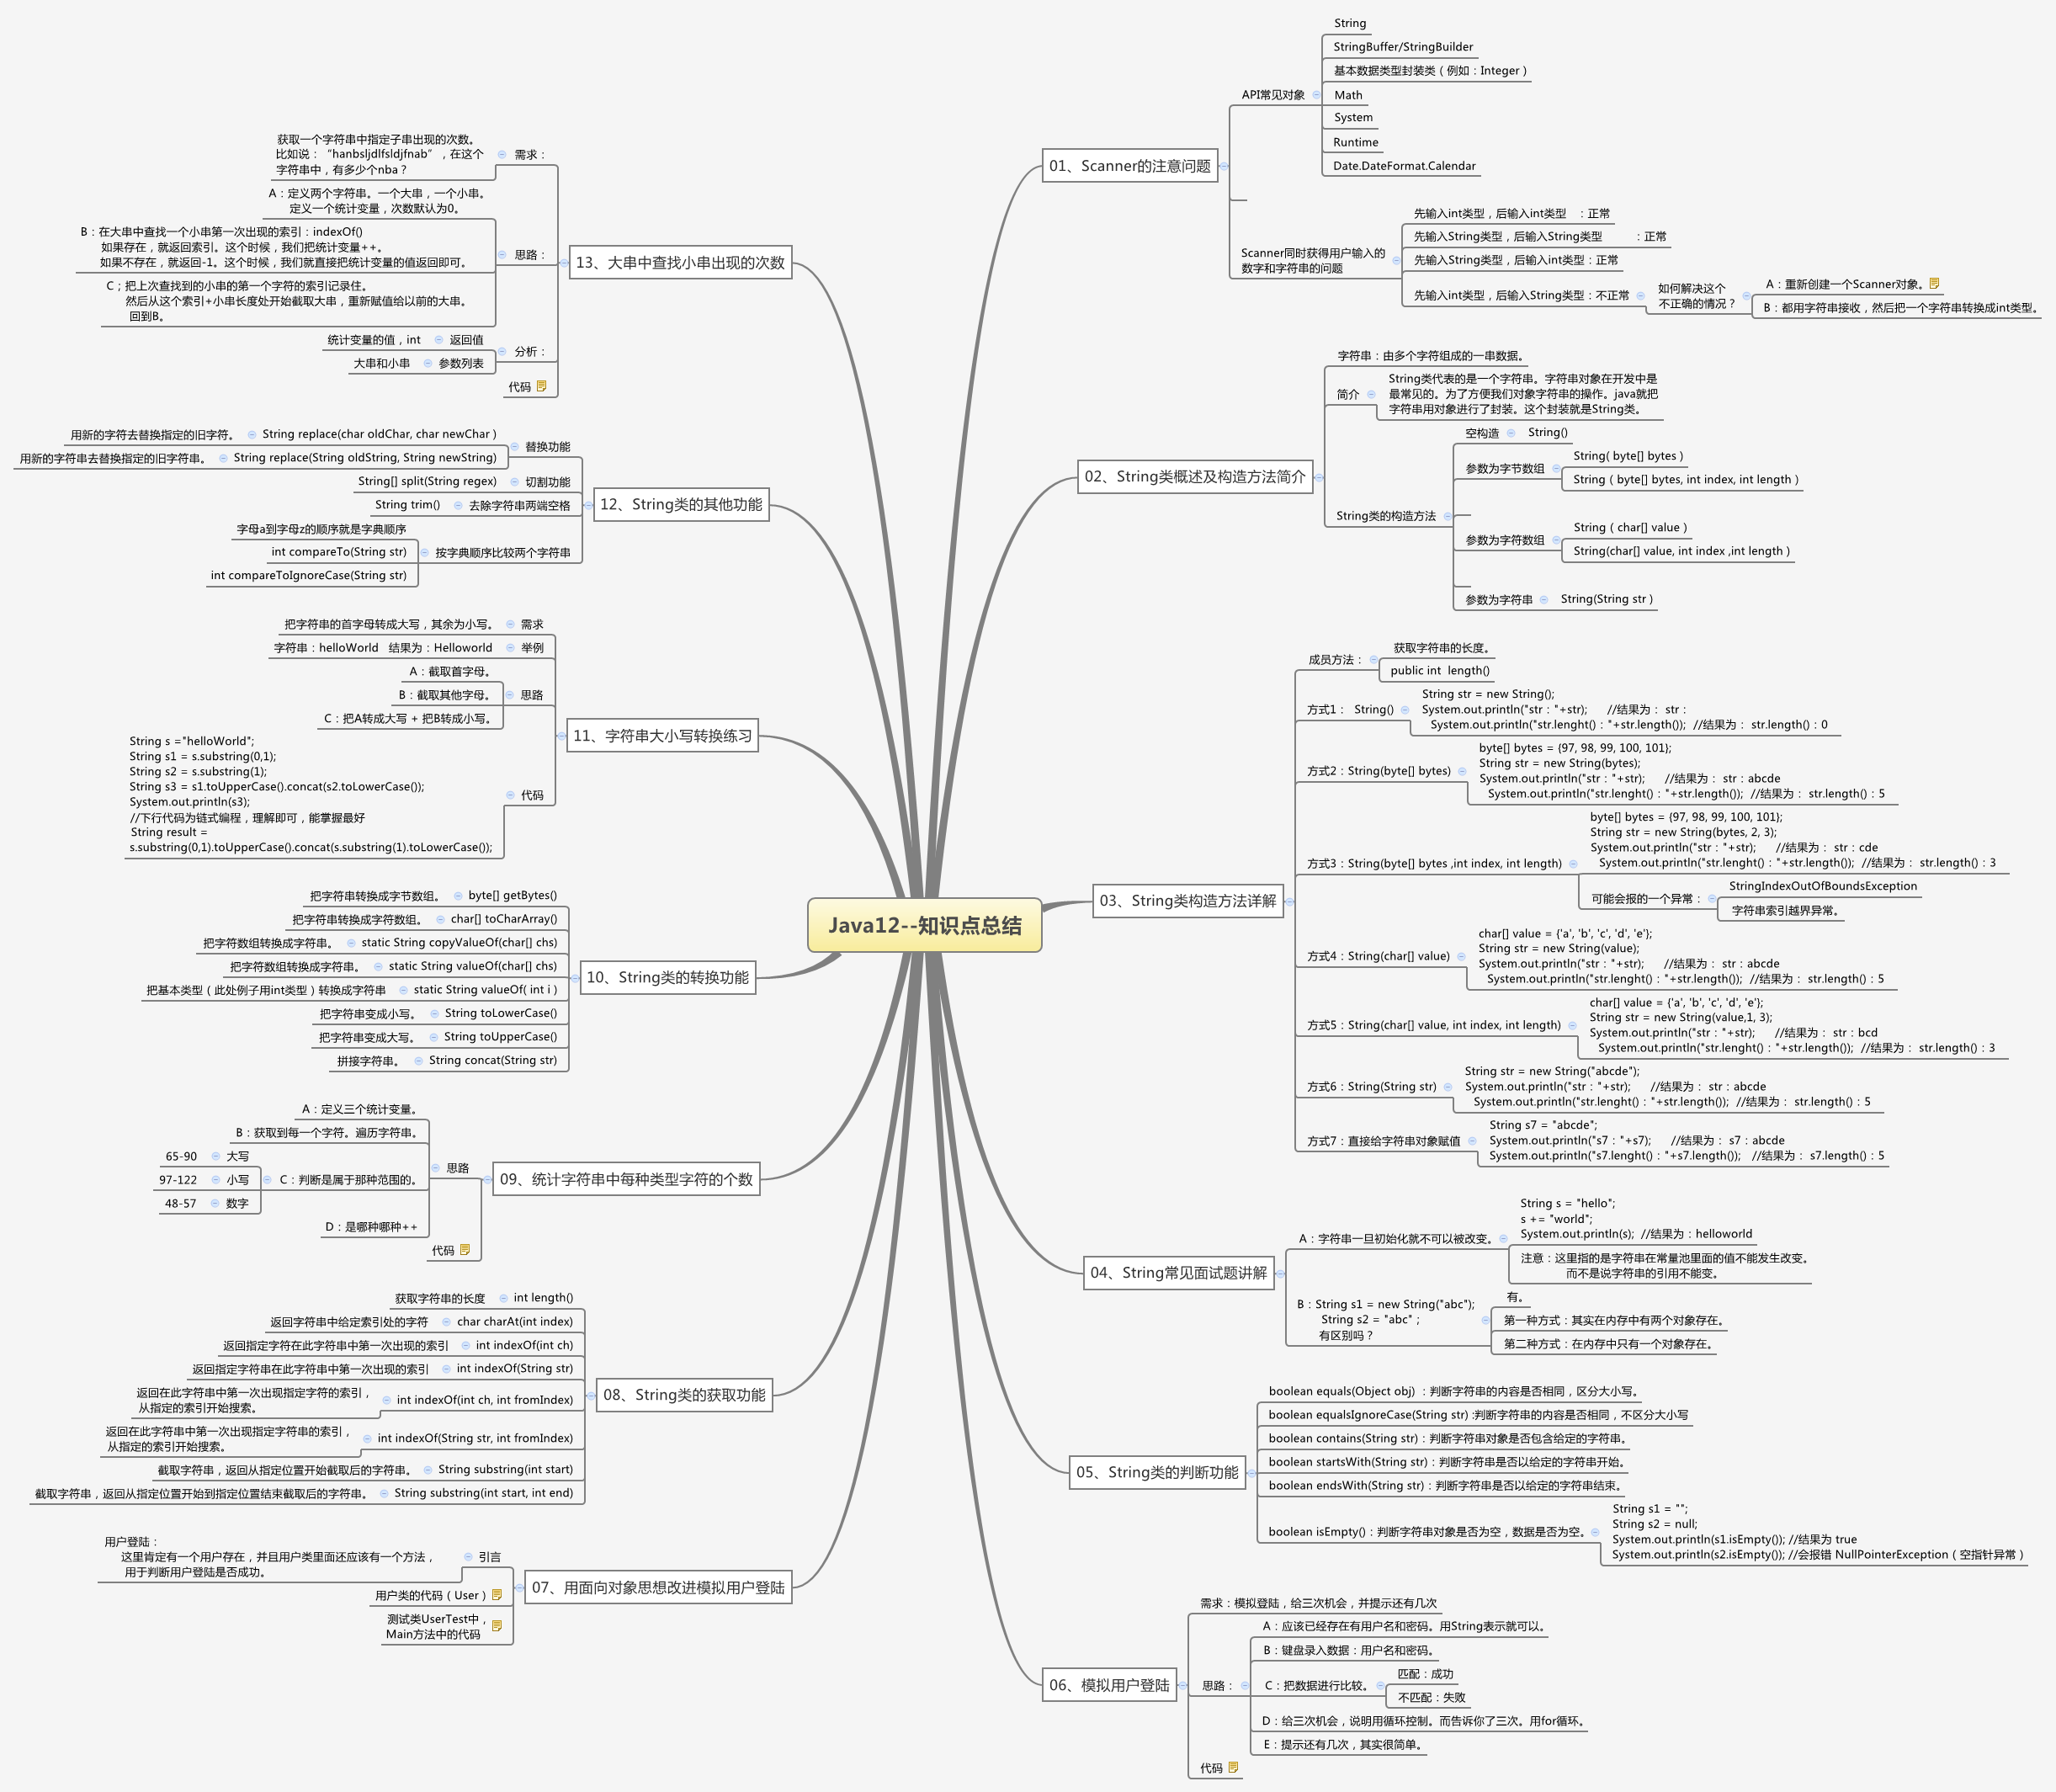 Java12--知识点总结
01、Scanner的注意问题
API常见对象
String
StringBuffer/StringBuilder
基本数据类型封装类（例如：Integer）
Math
System
Runtime
Date.DateFormat.Calendar
Scanner同时获得用户输入的
数字和字符串的问题
先输入int类型，后输入int类型　：正常
先输入String类型，后输入String类型　　　：正常
先输入String类型，后输入int类型：正常
先输入int类型，后输入String类型：不正常
如何解决这个
不正确的情况？
A：重新创建一个Scanner对象。
B：都用字符串接收，然后把一个字符串转换成int类型。
02、String类概述及构造方法简介
字符串：由多个字符组成的一串数据。
简介
String类代表的是一个字符串。字符串对象在开发中是
最常见的。为了方便我们对象字符串的操作。java就把
字符串用对象进行了封装。这个封装就是String类。
String类的构造方法
空构造
String()
参数为字节数组
String( byte[] bytes )
String ( byte[] bytes, int index, int length )
参数为字符数组
String ( char[] value )
String(char[] value, int index ,int length )
参数为字符串
String(String str )
03、String类构造方法详解
成员方法：
获取字符串的长度。
public int  length()
方式1：  String()
String str = new String();
System.out.println("str："+str);      //结果为： str：
System.out.println("str.lenght()："+str.length());  //结果为： str.length()：0
方式2：String(byte[] bytes)
byte[] bytes = {97, 98, 99, 100, 101};
String str = new String(bytes);
System.out.println("str："+str);      //结果为： str：abcde
System.out.println("str.lenght()："+str.length());  //结果为： str.length()：5
方式3：String(byte[] bytes ,int index, int length)
byte[] bytes = {97, 98, 99, 100, 101};
String str = new String(bytes, 2, 3);
System.out.println("str："+str);      //结果为： str：cde
System.out.println("str.lenght()："+str.length());  //结果为： str.length()：3
可能会报的一个异常：
StringIndexOutOfBoundsException
字符串索引越界异常。
方式4：String(char[] value)
char[] value = {'a', 'b', 'c', 'd', 'e'};
String str = new String(value);
System.out.println("str："+str);      //结果为： str：abcde
System.out.println("str.lenght()："+str.length());  //结果为： str.length()：5
方式5：String(char[] value, int index, int length)
char[] value = {'a', 'b', 'c', 'd', 'e'};
String str = new String(value,1, 3);
System.out.println("str："+str);      //结果为： str：bcd
System.out.println("str.lenght()："+str.length());  //结果为： str.length()：3
方式6：String(String str)
String str = new String("abcde");
System.out.println("str："+str);      //结果为： str：abcde
System.out.println("str.lenght()："+str.length());  //结果为： str.length()：5
方式7：直接给字符串对象赋值
String s7 = "abcde";
System.out.println("s7："+s7);      //结果为： s7：abcde
System.out.println("s7.lenght()："+s7.length());   //结果为： s7.length()：5
04、String常见面试题讲解
A：字符串一旦初始化就不可以被改变。
String s = "hello";
s += "world";
System.out.println(s);  //结果为：helloworld
注意：这里指的是字符串在常量池里面的值不能发生改变。
而不是说字符串的引用不能变。
B：String s1 = new String("abc");
String s2 = "abc"；
有区别吗？
有。
第一种方式：其实在内存中有两个对象存在。
第二种方式：在内存中只有一个对象存在。
05、String类的判断功能
boolean equals(Object obj) ：判断字符串的内容是否相同，区分大小写。
boolean equalsIgnoreCase(String str) :判断字符串的内容是否相同，不区分大小写
boolean contains(String str)：判断字符串对象是否包含给定的字符串。
boolean startsWith(String str)：判断字符串是否以给定的字符串开始。
boolean endsWith(String str)：判断字符串是否以给定的字符串结束。
boolean isEmpty()：判断字符串对象是否为空，数据是否为空。
String s1 = "";
String s2 = null;
System.out.println(s1.isEmpty()); //结果为 true
System.out.println(s2.isEmpty()); //会报错 NullPointerException（空指针异常）
06、模拟用户登陆
需求：模拟登陆，给三次机会，并提示还有几次
思路：
A：应该已经存在有用户名和密码。用String表示就可以。
B：键盘录入数据：用户名和密码。
C：把数据进行比较。
匹配：成功
不匹配：失败
D：给三次机会，说明用循环控制。而告诉你了三次。用for循环。
E：提示还有几次，其实很简单。
代码
13、大串中查找小串出现的次数
需求：
获取一个字符串中指定子串出现的次数。
比如说：“hanbsljdlfsldjfnab”，在这个
字符串中，有多少个nba？
思路：
A：定义两个字符串。一个大串，一个小串。
定义一个统计变量，次数默认为0。
B：在大串中查找一个小串第一次出现的索引：indexOf()
如果存在，就返回索引。这个时候，我们把统计变量++。
如果不存在，就返回-1。这个时候，我们就直接把统计变量的值返回即可。
C；把上次查找到的小串的第一个字符的索引记录住。
然后从这个索引+小串长度处开始截取大串，重新赋值给以前的大串。
回到B。
分析：
返回值
统计变量的值，int
参数列表
大串和小串
代码
12、String类的其他功能
替换功能
String replace(char oldChar, char newChar )
用新的字符去替换指定的旧字符。
String replace(String oldString, String newString)
用新的字符串去替换指定的旧字符串。
切割功能
String[] split(String regex)
去除字符串两端空格
String trim()
按字典顺序比较两个字符串
字母a到字母z的顺序就是字典顺序
int compareTo(String str)
int compareToIgnoreCase(String str)
11、字符串大小写转换练习
需求
把字符串的首字母转成大写，其余为小写。
举例
字符串：helloWorld   结果为：Helloworld
思路
A：截取首字母。
B：截取其他字母。
C：把A转成大写 + 把B转成小写。
代码
String s ="helloWorld";
String s1 = s.substring(0,1);
String s2 = s.substring(1);
String s3 = s1.toUpperCase().concat(s2.toLowerCase());
System.out.println(s3);
//下行代码为链式编程，理解即可，能掌握最好
String result =
s.substring(0,1).toUpperCase().concat(s.substring(1).toLowerCase());
10、String类的转换功能
byte[] getBytes()
把字符串转换成字节数组。
char[] toCharArray()
把字符串转换成字符数组。
static String copyValueOf(char[] chs)
把字符数组转换成字符串。
static String valueOf(char[] chs)
把字符数组转换成字符串。
static String valueOf( int i )
把基本类型（此处例子用int类型）转换成字符串
String toLowerCase()
把字符串变成小写。
String toUpperCase()
把字符串变成大写。
String concat(String str)
拼接字符串。
09、统计字符串中每种类型字符的个数
思路
A：定义三个统计变量。
B：获取到每一个字符。遍历字符串。
C：判断是属于那种范围的。
大写
65-90
小写
97-122
数字
48-57
D：是哪种哪种++
代码
08、String类的获取功能
int length()
获取字符串的长度
char charAt(int index)
返回字符串中给定索引处的字符
int indexOf(int ch)
返回指定字符在此字符串中第一次出现的索引
int indexOf(String str)
返回指定字符串在此字符串中第一次出现的索引
int indexOf(int ch, int fromIndex)
返回在此字符串中第一次出现指定字符的索引，
从指定的索引开始搜索。
int indexOf(String str, int fromIndex)
返回在此字符串中第一次出现指定字符串的索引，
从指定的索引开始搜索。
String substring(int start)
截取字符串，返回从指定位置开始截取后的字符串。
String substring(int start, int end)
截取字符串，返回从指定位置开始到指定位置结束截取后的字符串。
07、用面向对象思想改进模拟用户登陆
引言
用户登陆：
这里肯定有一个用户存在，并且用户类里面还应该有一个方法，
用于判断用户登陆是否成功。
用户类的代码（User）
测试类UserTest中，
Main方法中的代码